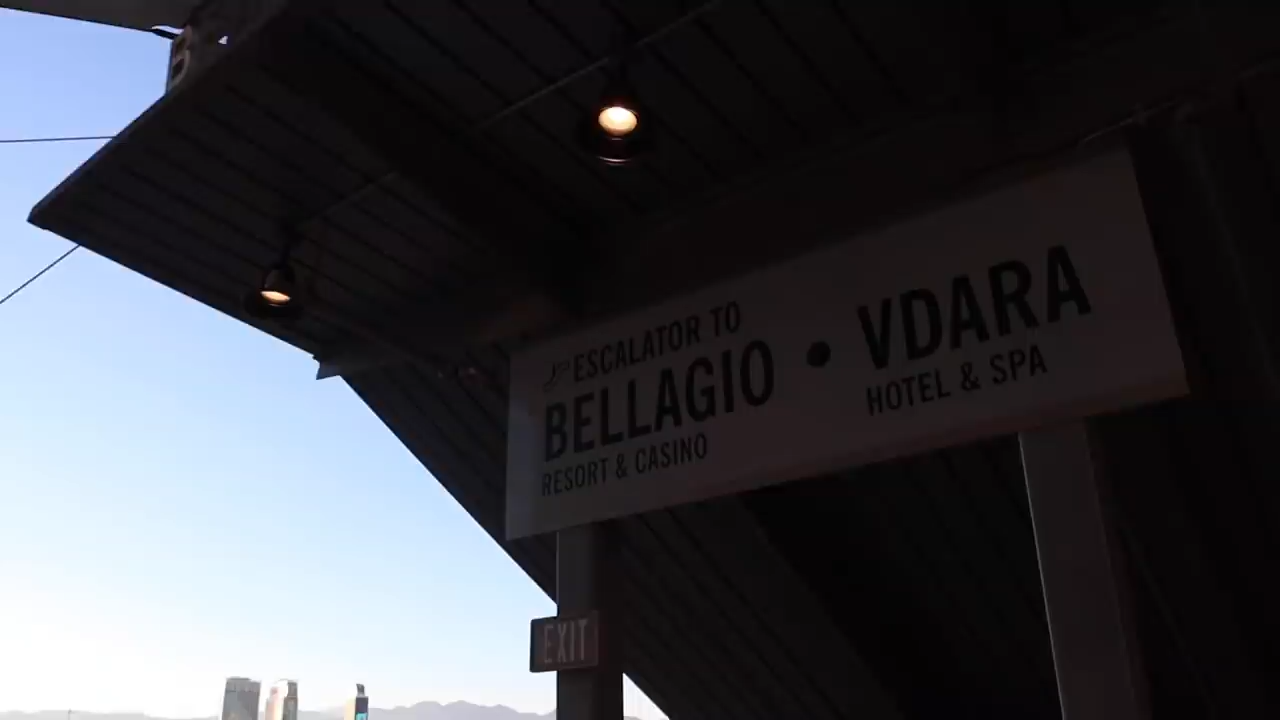 ESCALATOR TO
BELLAGIO • VDARA
RESORT & CASINO
HOTEL & SPA
EXIT